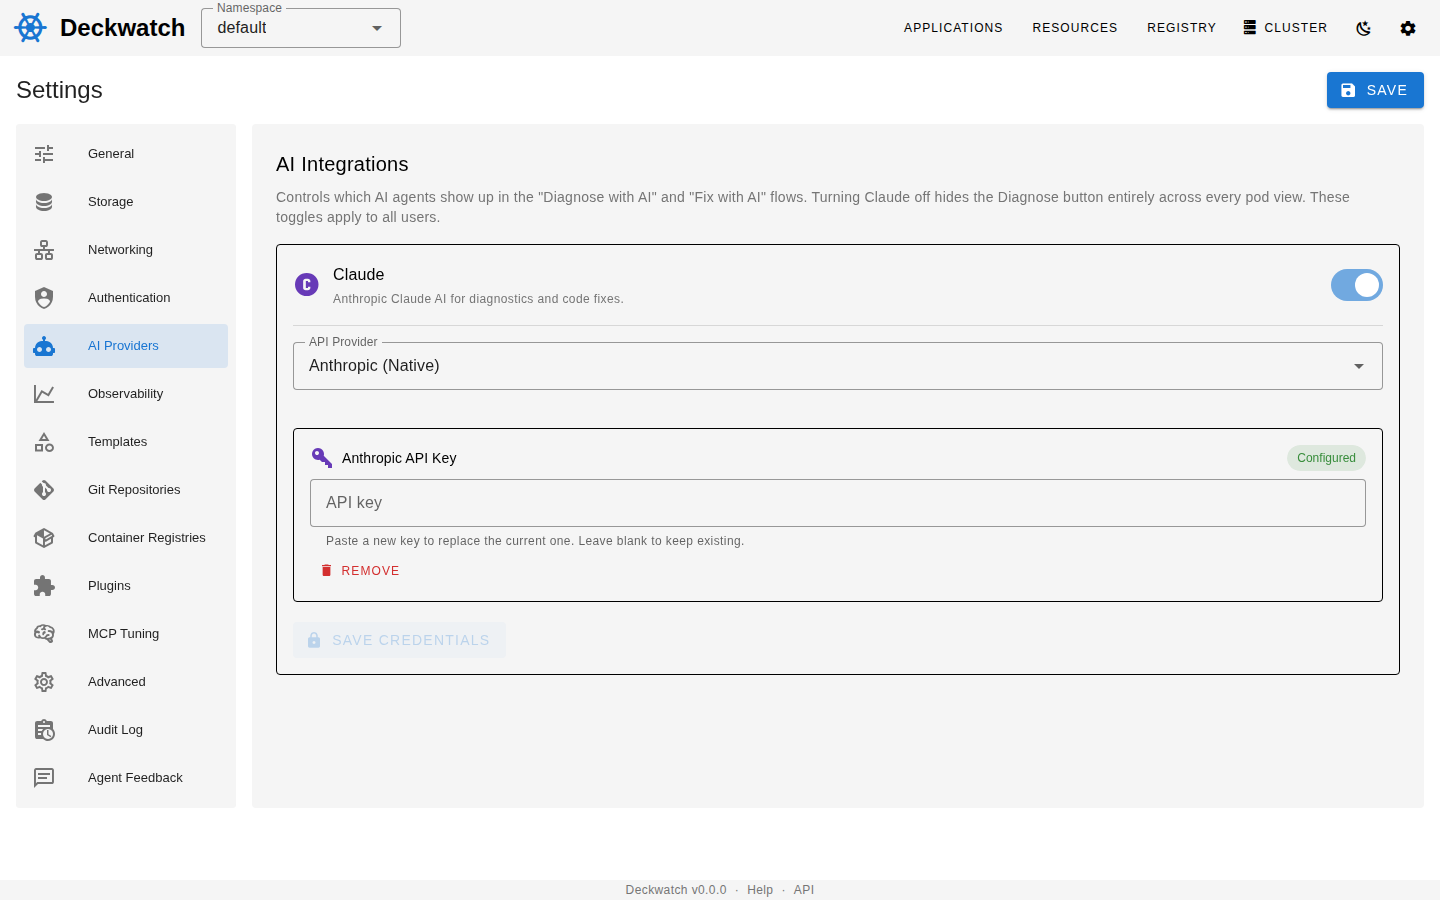 Deckwatch
Namespace
default
APPLICATIONS
RESOURCES
REGISTRY
CLUSTER
Settings
SAVE
General
Storage
Networking
Authentication
AI Providers
Observability
Templates
Git Repositories
Container Registries
Plugins
MCP Tuning
Advanced
Audit Log
Agent Feedback
AI Integrations
Controls which AI agents show up in the "Diagnose with AI" and "Fix with AI" flows. Turning Claude off hides the Diagnose button entirely across every pod view. These
toggles apply to all users.
C
Claude
Anthropic Claude AI for diagnostics and code fixes.
API Provider
Anthropic (Native)
Anthropic API Key
Configured
API key
Paste a new key to replace the current one. Leave blank to keep existing.
REMOVE
SAVE CREDENTIALS
Deckwatch v0.0.0 · Help · API